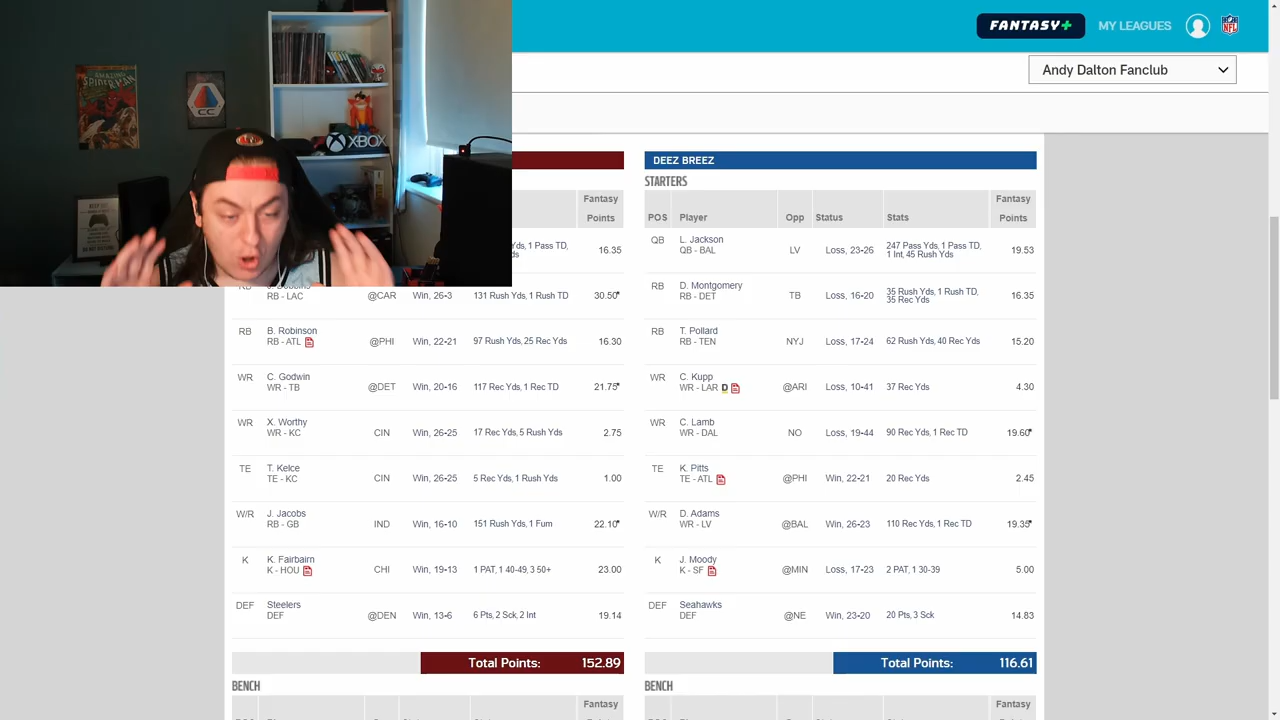 FANTASY+
MY LEAGUES
Andy Dalton Fanclub
AMAZING
SPIDER-MAN
XBOX
DEEZ BREEZ
STARTERS
Fantasy
Points
Yds, 1 Pass TD,
16.35
RB - LAC @CAR Win, 26-3 131 Rush Yds, 1 Rush TD 30.50*
RB B. Robinson
RB - ATL @PHI Win, 22-21 97 Rush Yds, 25 Rec Yds 16.30
WR C. Godwin
WR - TB @DET Win, 20-16 117 Rec Yds, 1 Rec TD 21.75*
WR X. Worthy
WR - KC CIN Win, 26-25 17 Rec Yds, 5 Rush Yds 2.75
TE T. Kelce
TE - KC CIN Win, 26-25 5 Rec Yds, 1 Rush Yds 1.00
W/R J. Jacobs
RB - GB IND Win, 16-10 151 Rush Yds, 1 Fum 22.10*
K K. Fairbairn
K - HOU CHI Win, 19-13 1 PAT, 1 40-49, 3 50+ 23.00
DEF Steelers
DEF @DEN Win, 13-6 6 Pts, 2 Sck, 2 Int 19.14
Total Points: 152.89
BENCH
Fantasy
Fantasy
POS Player Opp Status Stats Points
QB L. Jackson
QB - BAL LV Loss, 23-26 247 Pass Yds, 1 Pass TD,
1 Int, 45 Rush Yds 19.53
RB D. Montgomery
RB - DET TB Loss, 16-20 35 Rush Yds, 1 Rush TD,
35 Rec Yds 16.35
RB T. Pollard
RB - TEN NYJ Loss, 17-24 62 Rush Yds, 40 Rec Yds 15.20
WR C. Kupp
WR - LAR D @ARI Loss, 10-41 37 Rec Yds 4.30
WR C. Lamb
WR - DAL NO Loss, 19-44 90 Rec Yds, 1 Rec TD 19.60*
TE K. Pitts
TE - ATL @PHI Win, 22-21 20 Rec Yds 2.45
W/R D. Adams
WR - LV @BAL Win, 26-23 110 Rec Yds, 1 Rec TD 19.35*
K J. Moody
K - SF @MIN Loss, 17-23 2 PAT, 1 30-39 5.00
DEF Seahawks
DEF @NE Win, 23-20 20 Pts, 3 Sck 14.83
Total Points: 116.61
BENCH
Fantasy